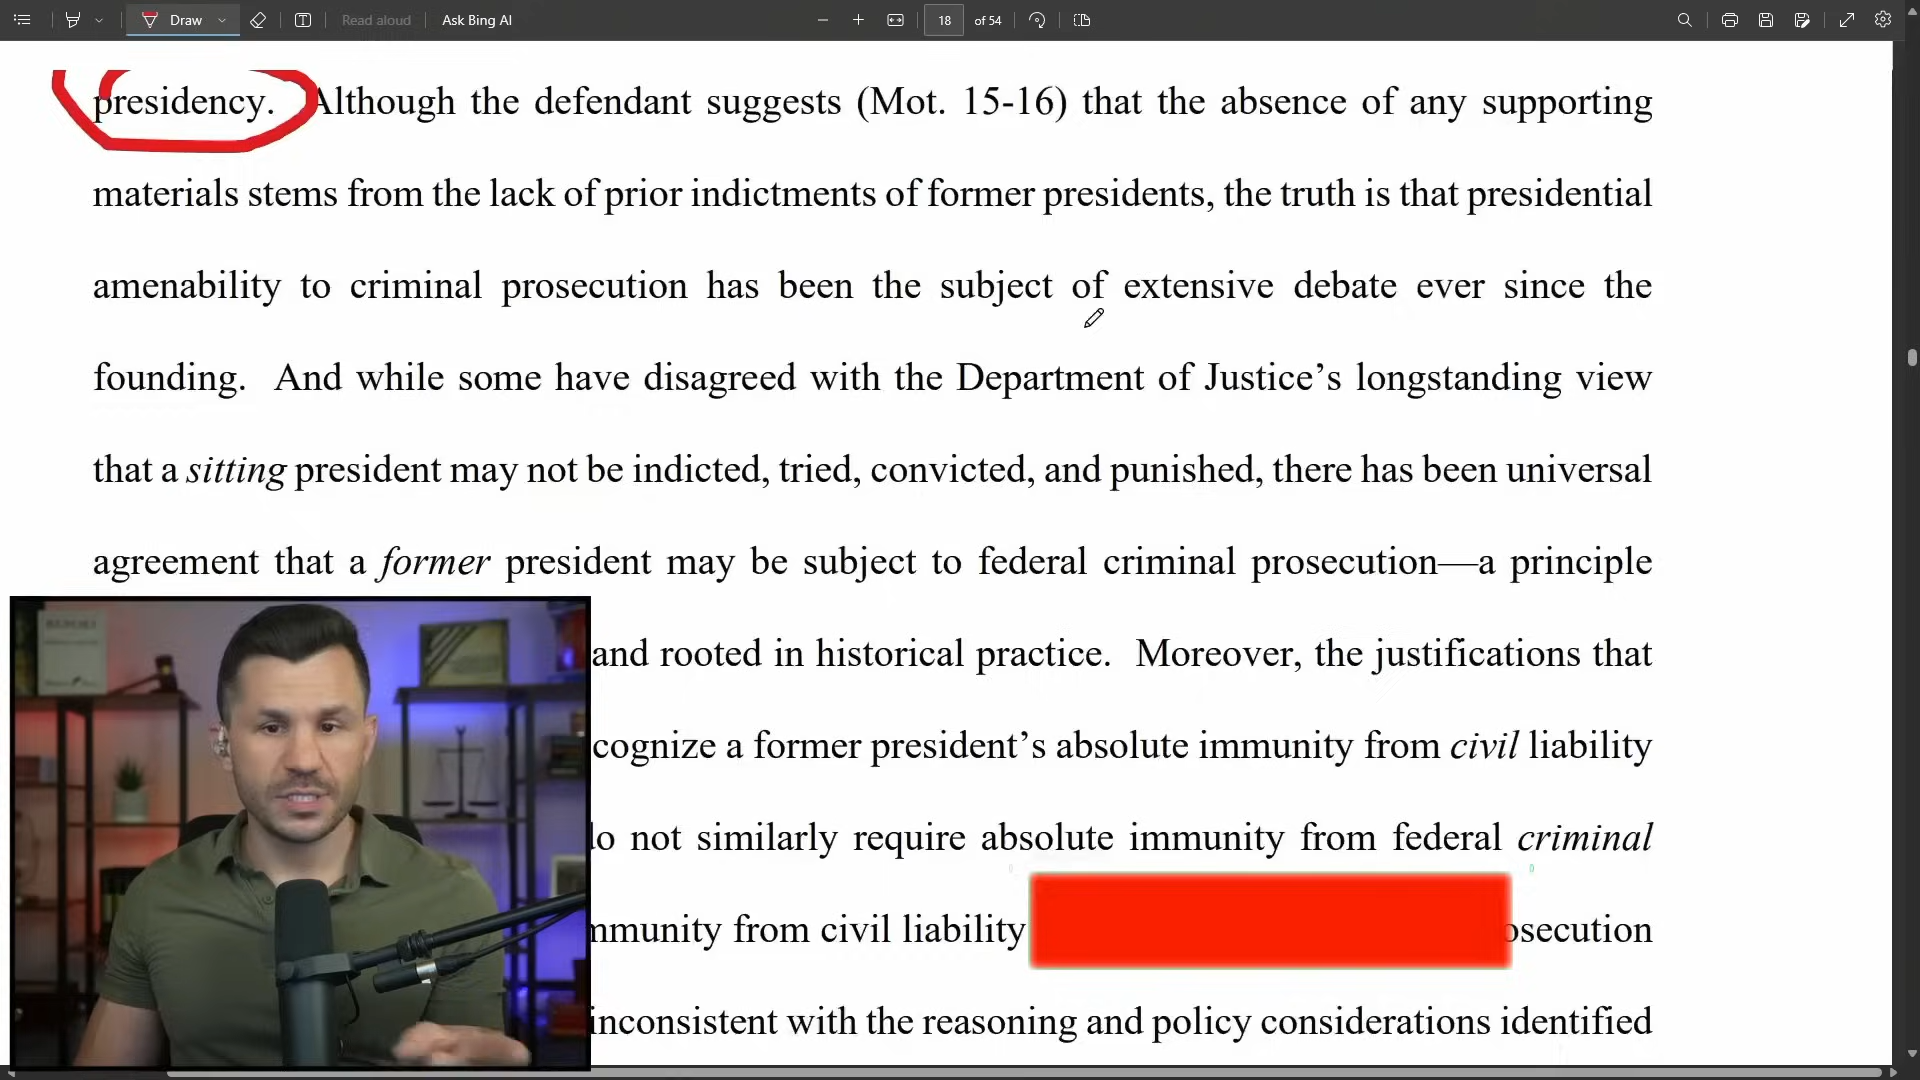 Draw
Read aloud
Ask Bing AI
18 of 54
presidency. Although the defendant suggests (Mot. 15-16) that the absence of any supporting
materials stems from the lack of prior indictments of former presidents, the truth is that presidential
amenability to criminal prosecution has been the subject of extensive debate ever since the
founding. And while some have disagreed with the Department of Justice’s longstanding view
that a sitting president may not be indicted, tried, convicted, and punished, there has been universal
agreement that a former president may be subject to federal criminal prosecution—a principle
and rooted in historical practice. Moreover, the justifications that
cognize a former president’s absolute immunity from civil liability
do not similarly require absolute immunity from federal criminal
mmunity from civil liability osecution
inconsistent with the reasoning and policy considerations identified